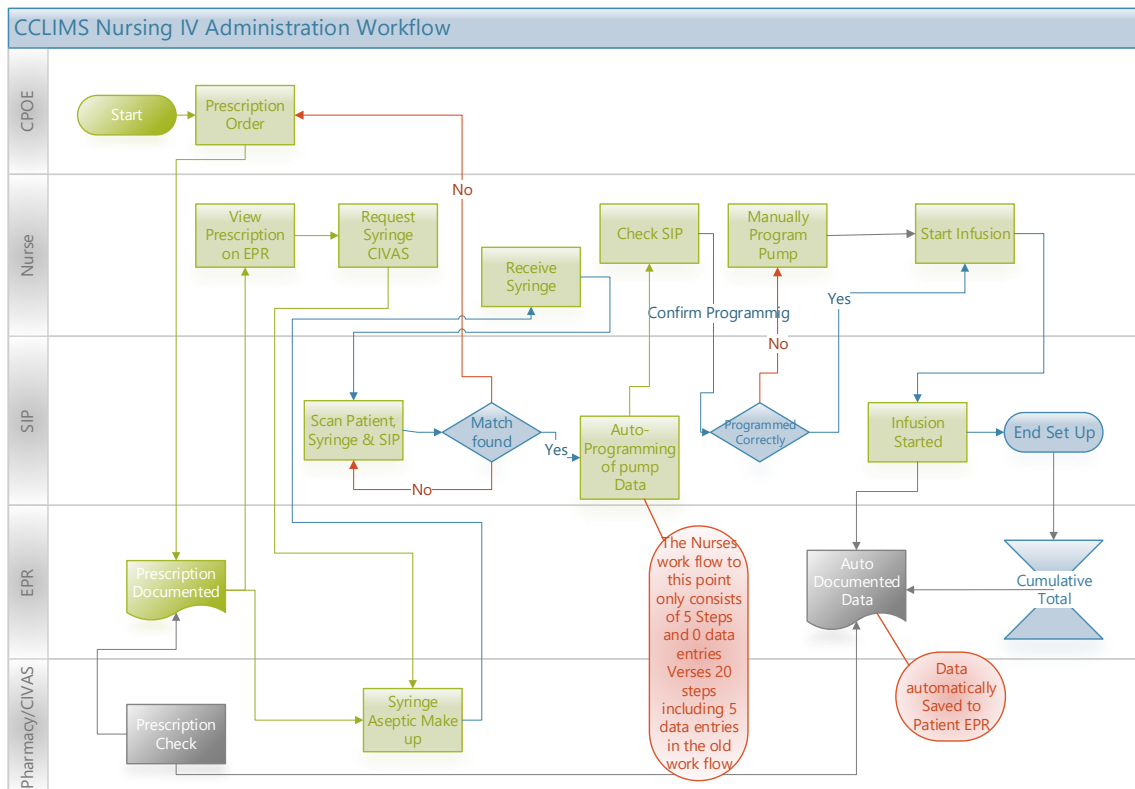 CCLIMS Nursing IV Administration Workflow
CPOE
Start
Prescription
Order
No
Nurse
View
Prescription
on EPR
Request
Syringe
CIVAS
Receive
Syringe
Check SIP
Manually
Program
Pump
Start Infusion
Confirm Programmig
Yes
No
SIP
Scan Patient,
Syringe & SIP
Match
found
Yes
No
Auto-
Programming
of pump
Data
Programmed
Correctly
Infusion
Started
End Set Up
EPR
Prescription
Documented
The Nurses
work flow to
this point
only consists
of 5 Steps
and 0 data
entries
Verses 20
steps
including 5
data entries
in the old
work flow
Auto
Documented
Data
Cumulative
Total
Data
automatically
Saved to
Patient EPR
Pharmacy/CIVAS
Prescription
Check
Syringe
Aseptic Make
up